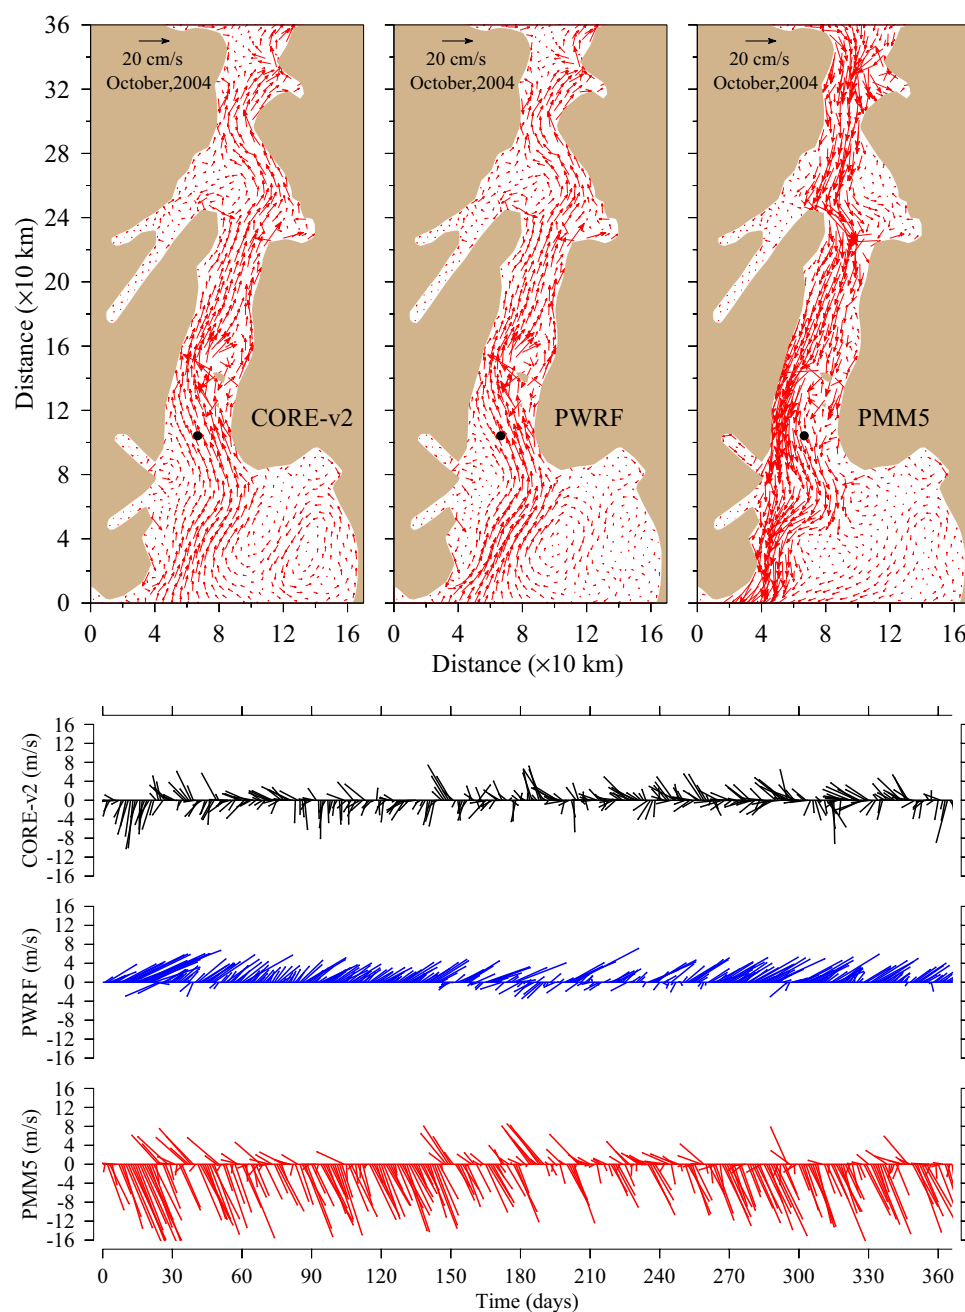 36
32
28
24
20
16
12
8
4
0
Distance (×10 km)
20 cm/s
October,2004
CORE-v2
20 cm/s
October,2004
PWRF
20 cm/s
October,2004
PMM5
0 4 8 12 16
0 4 8 12 16
0 4 8 12 16
Distance (×10 km)
16
12
8
4
0
-4
-8
-12
-16
CORE-v2 (m/s)
16
12
8
4
0
-4
-8
-12
-16
PWRF (m/s)
16
12
8
4
0
-4
-8
-12
-16
PMM5 (m/s)
0 30 60 90 120 150 180 210 240 270 300 330 360
Time (days)